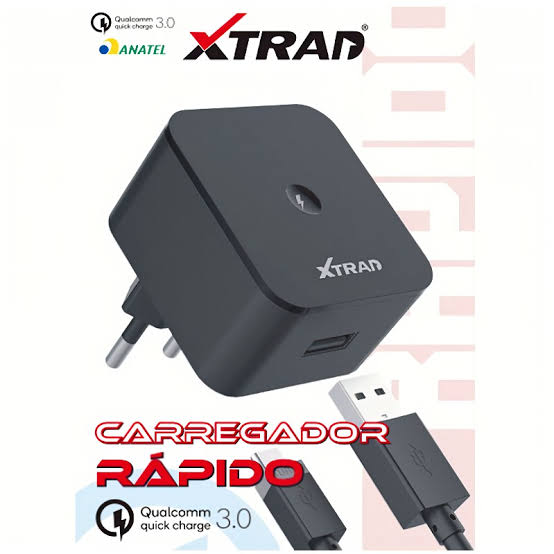 Qualcomm
quick charge 3.0
ANATEL
XTRAD®
XTRAD
CARREGADOR
RÁPIDO
Qualcomm
quick charge 3.0